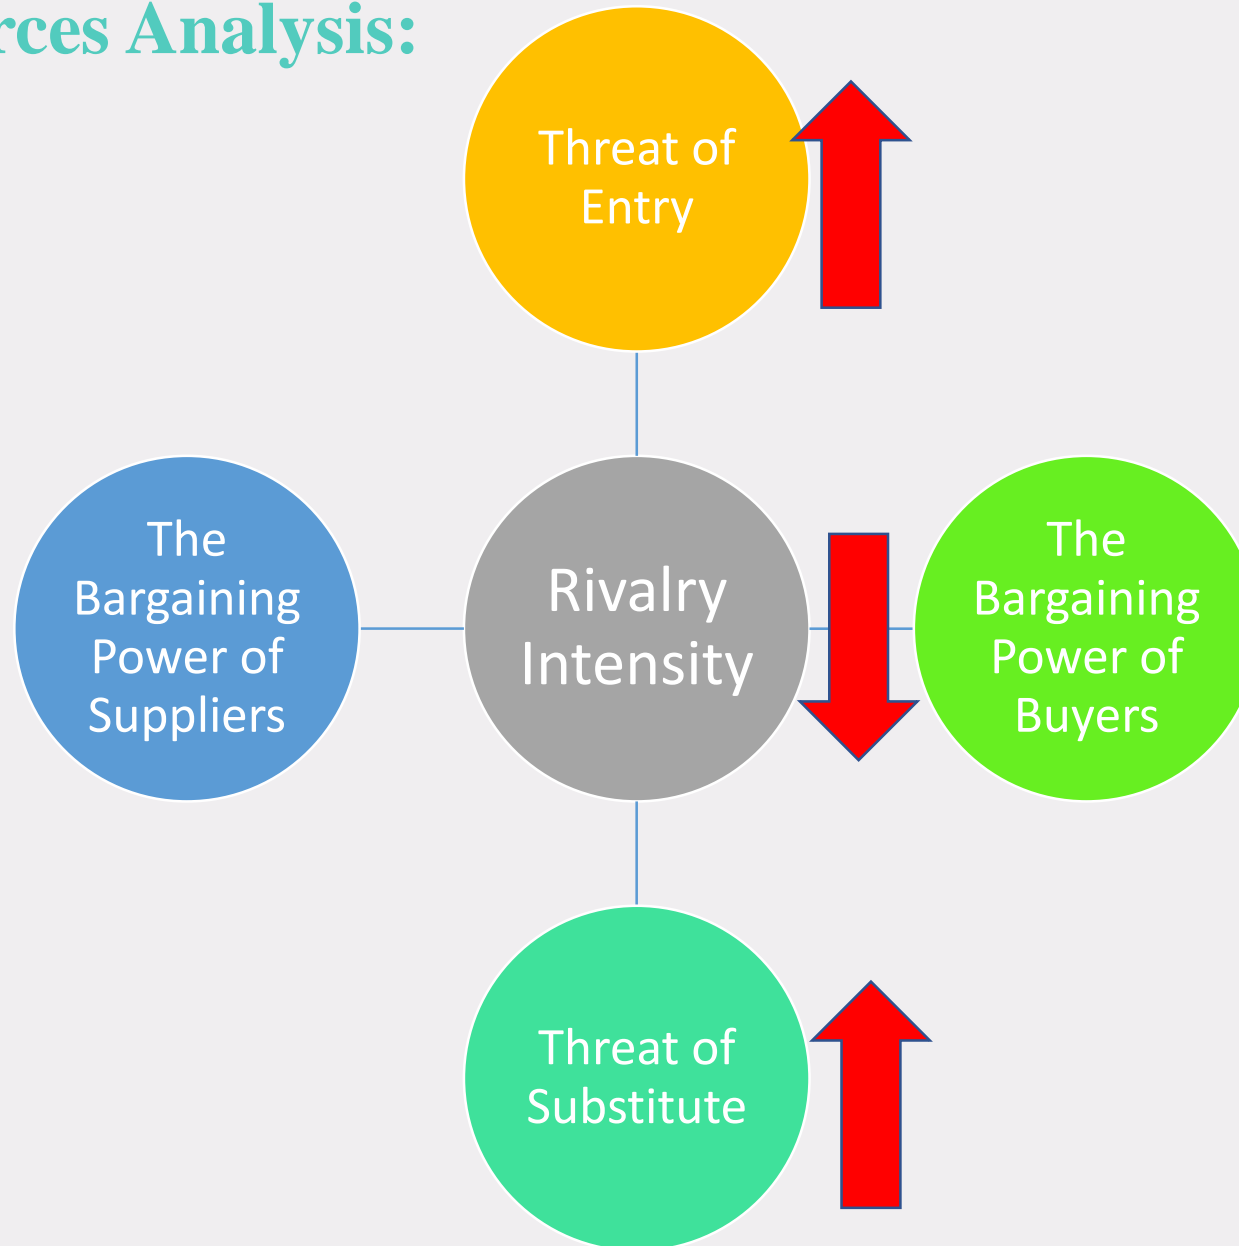 Analysis:
Threat of
Entry
The
Bargaining
Power of
Suppliers
Rivalry
Intensity
The
Bargaining
Power of
Buyers
Threat of
Substitute